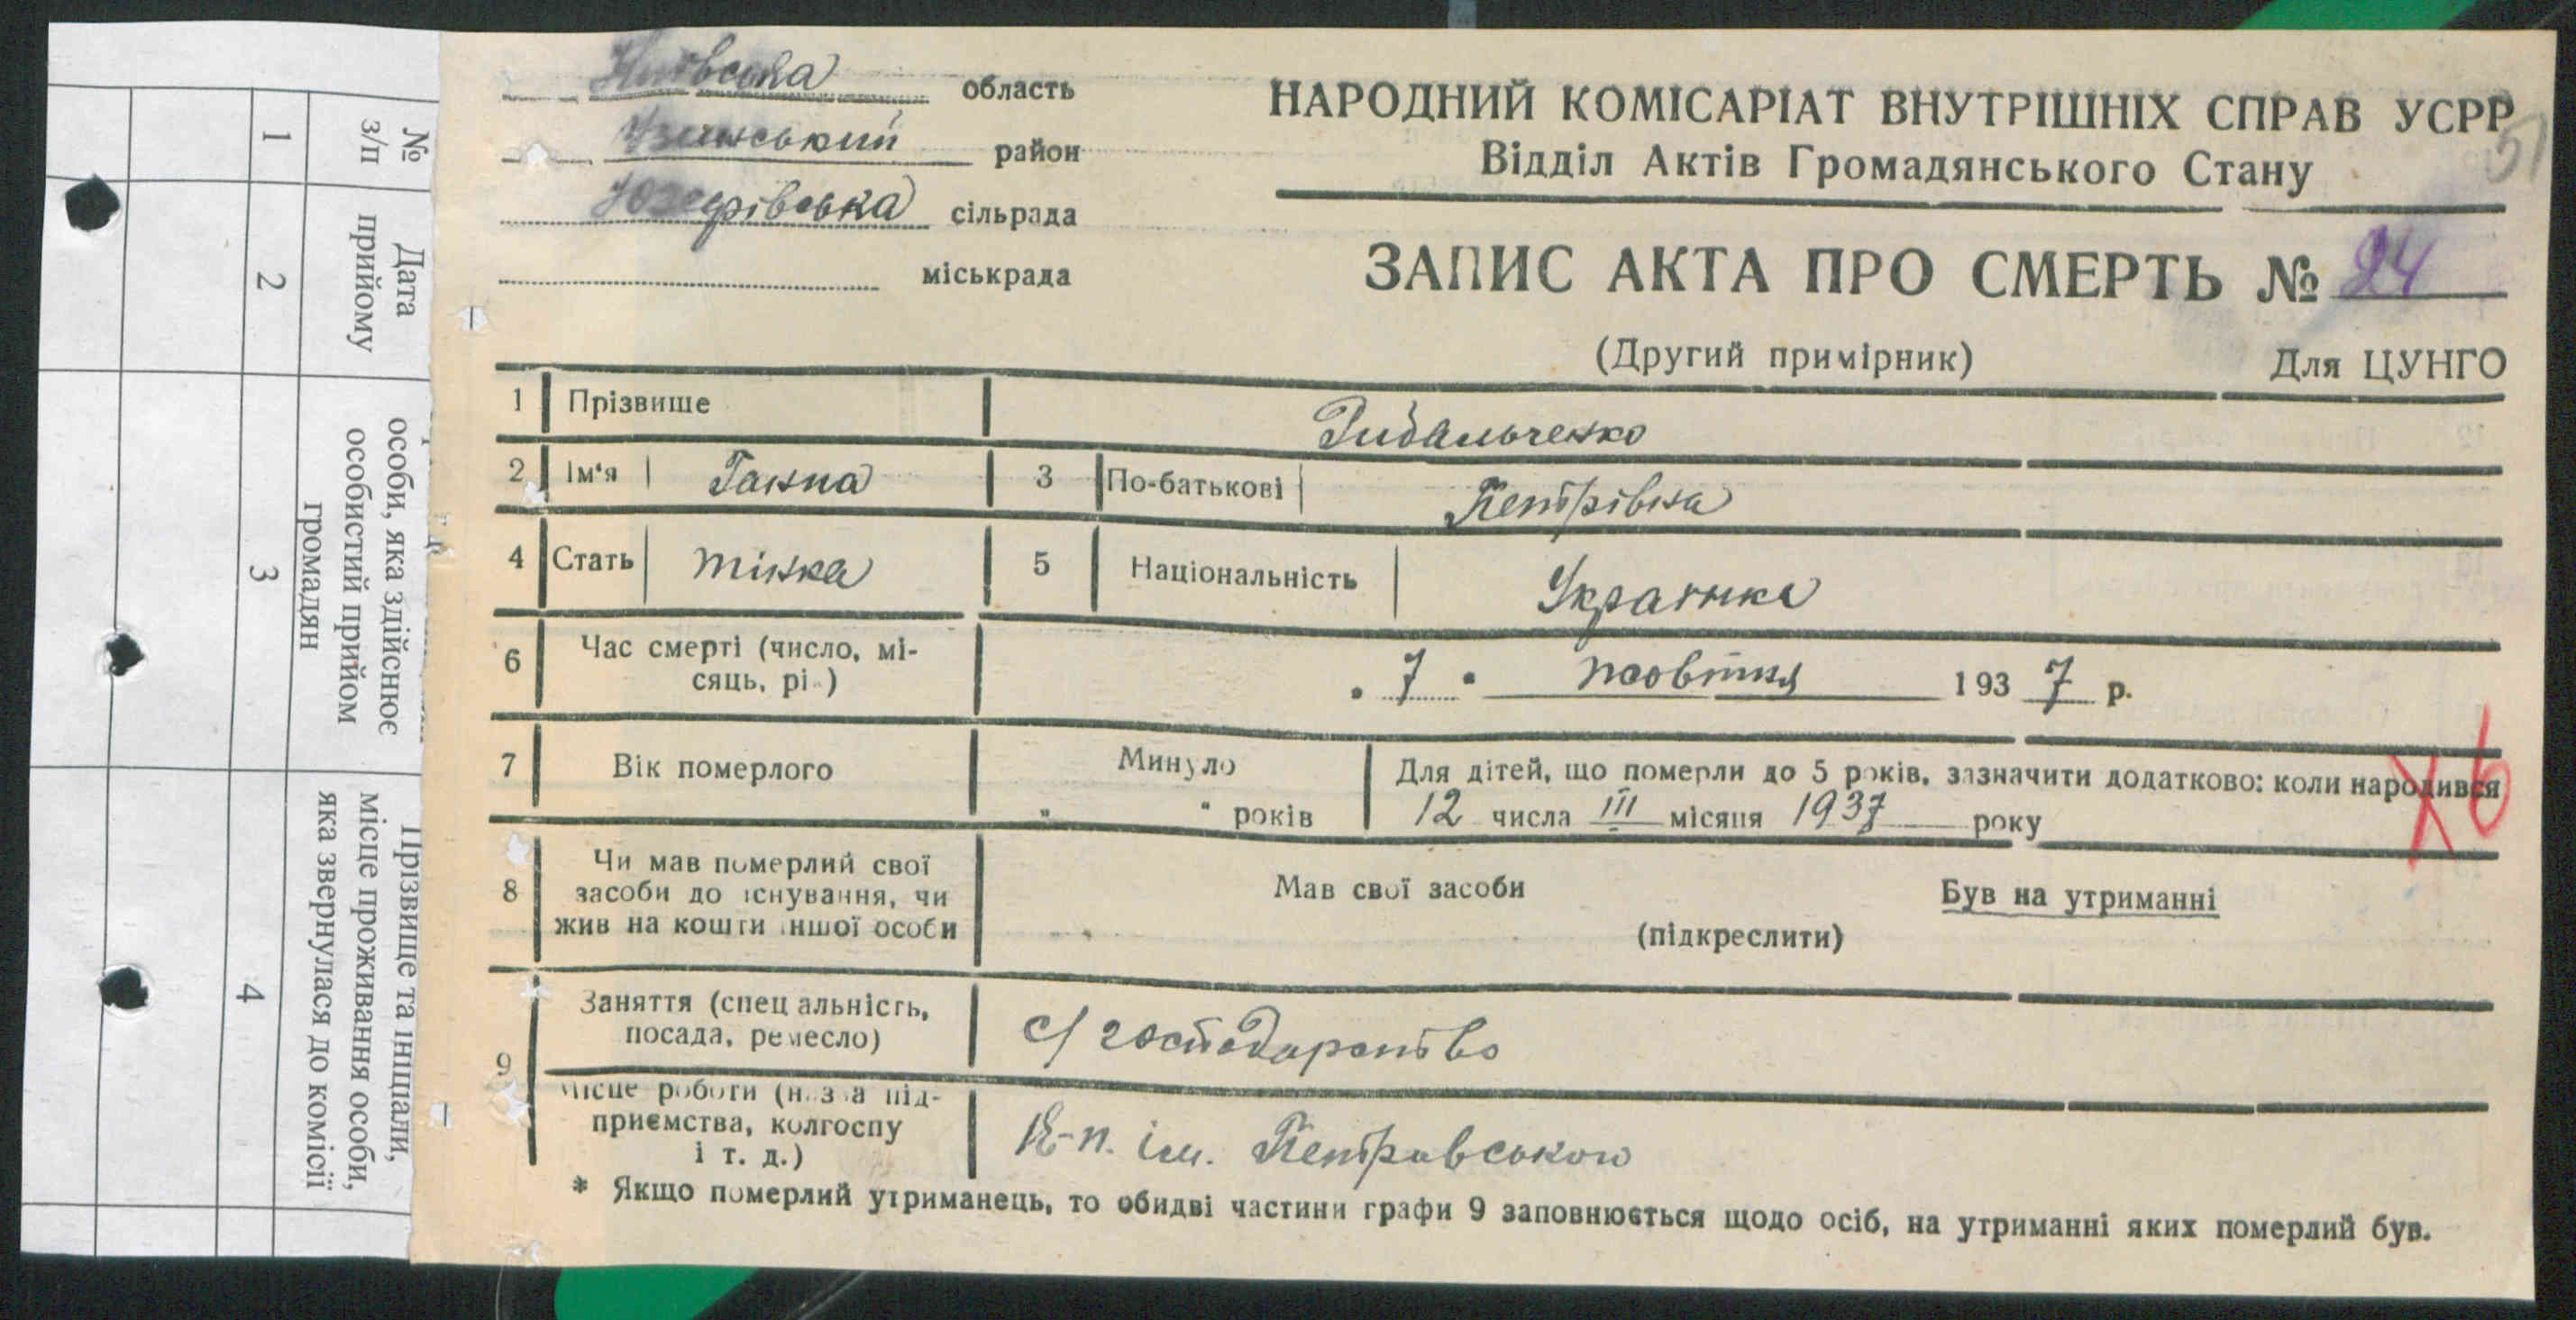 Київська область
Узинський район
Юзефівська сільрада
міськрада
НАРОДНИЙ КОМІСАРІАТ ВНУТРІШНІХ СПРАВ УСРР
Відділ Актів Громадянського Стану
51
ЗАПИС АКТА ПРО СМЕРТЬ № 24
(Другий примірник) Для ЦУНГО
1 Прізвище Рибальченко
2 Ім'я Ганна 3 По-батькові Петрівна
4 Стать жінка 5 Національність Українка
6 Час смерті (число, мі-
сяць, рі.) „ 7 " жовтня 1937 р.
7 Вік померлого Минуло
" " років
Для дітей, що померли до 5 років, зазначити додатково: коли народився
12 числа III місяця 1937 року
8 Чи мав померлий свої
засоби до існування, чи
жив на кошти іншої особи
Мав свої засоби Був на утриманні
(підкреслити)
9 Заняття (спеціальність,
посада, ремесло) с/господарство
Місце роботи (назва під-
приємства, колгоспу
і т. д.) К-п. ім. Петровського
* Якщо померлий утриманець, то обидві частини графи 9 заповнюється щодо осіб, на утриманні яких померлий був.
№
з/п
Дата
прийому
особи, яка здійснює
особистий прийом
громадян
Прізвище та ініціали,
місце проживання особи,
яка звернулася до комісії
1 2 3 4